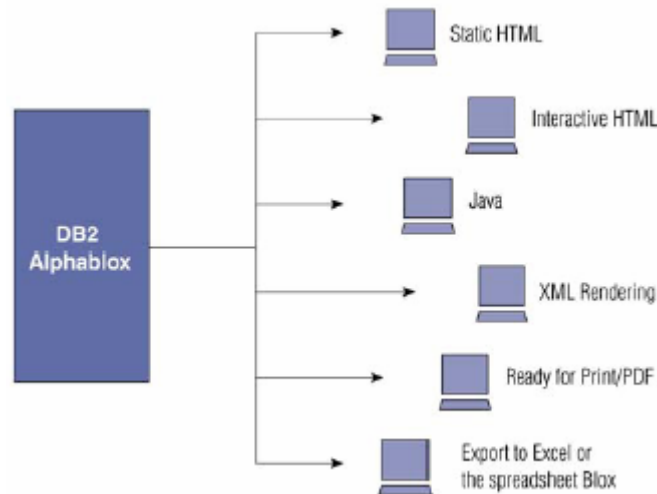 Static HTML
Interactive HTML
Java
DB2
Alphablox
XML Rendering
Ready for Print/PDF
Export to Excel or
the spreadsheet Blox